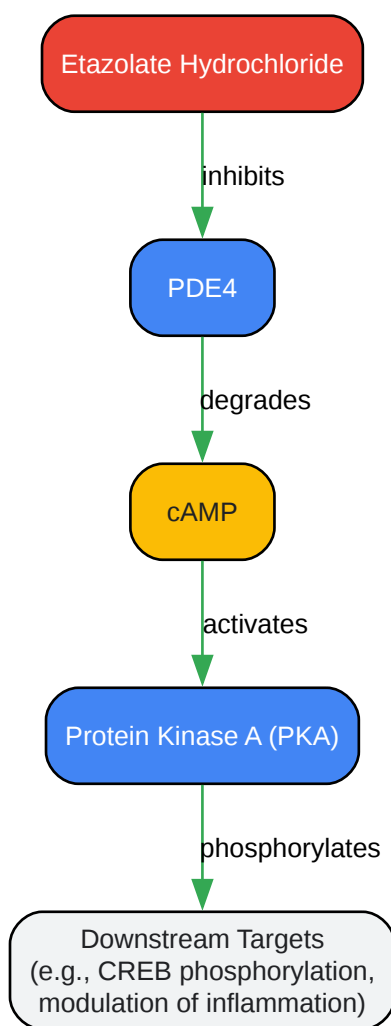 Etazolate Hydrochloride
inhibits
PDE4
degrades
cAMP
activates
Protein Kinase A (PKA)
phosphorylates
Downstream Targets
(e.g., CREB phosphorylation,
modulation of inflammation)